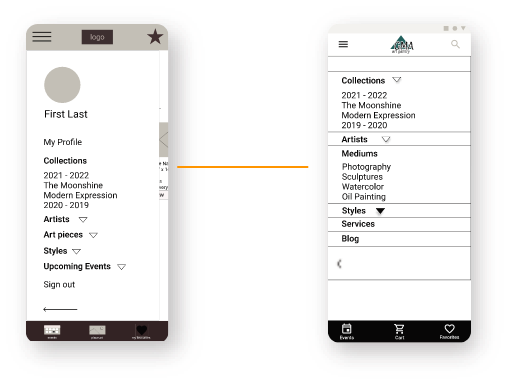 logo
First Last
My Profile
Collections
2021 - 2022
The Moonshine
Modern Expression
2020 - 2019
Artists
Art pieces
Styles
Upcoming Events
Sign out
art gallery
Collections
2021 - 2022
The Moonshine
Modern Expression
2019 - 2020
Artists
Mediums
Photography
Sculptures
Watercolor
Oil Painting
Styles
Services
Blog
Events
Cart
Favorites